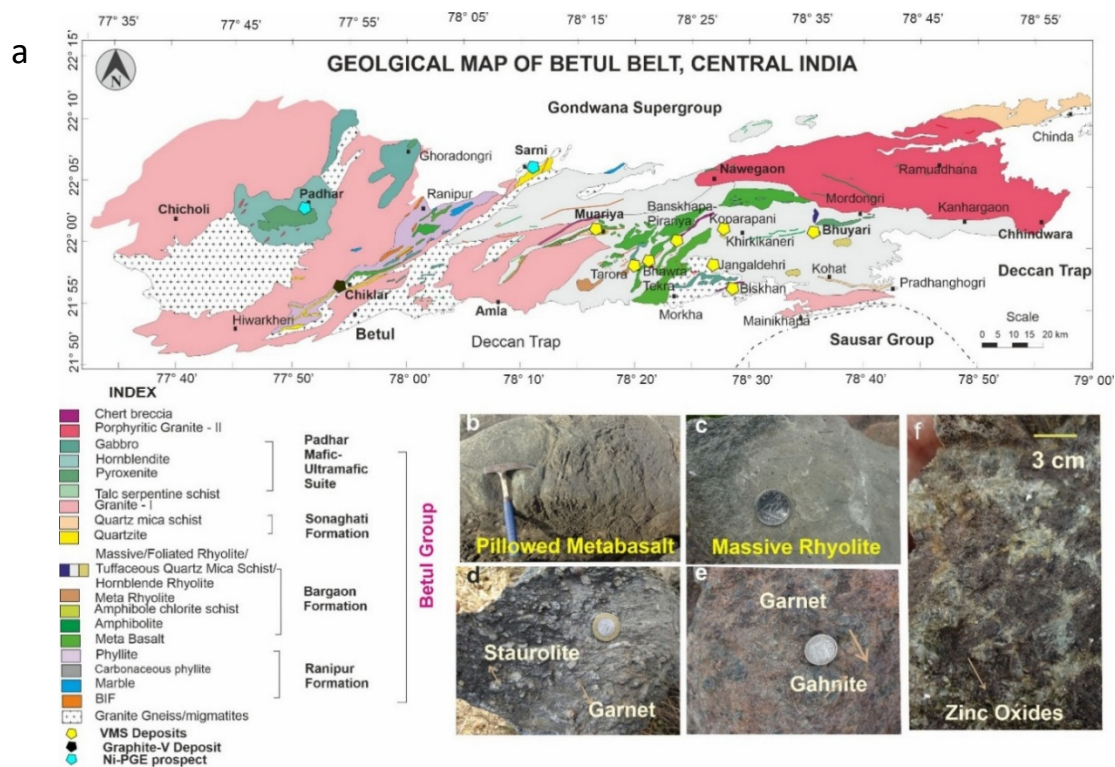 a
77° 35'
77° 45'
77° 55'
78° 05'
78° 15'
78° 25'
78° 35'
78° 45'
78° 55'
22° 15'
22° 10'
22° 05'
22° 00'
21° 55'
21° 50'
N
GEOLGICAL MAP OF BETUL BELT, CENTRAL INDIA
Gondwana Supergroup
Chinda
Ghoradongri
Sarni
Nawegaon
Ramuadhana
Padhar
Ranipur
Banskhapa
Mordongri
Chicholi
Muariya
Pirariya
Koparapani
Kanhargaon
Khirkikaneri
Bhuyari
Chhindwara
Tarora
Bhawra
Jangaldehri
Kohat
Deccan Trap
Chiklar
Tekra
Biskhan
Pradhanghogri
Hiwarkheri
Betul
Amla
Morkha
Mainikhapa
Scale
0 5 10 15 20 km
Deccan Trap
Sausar Group
77° 40'
77° 50'
78° 00'
78° 10'
78° 20'
78° 30'
78° 40'
78° 50'
79° 00'
INDEX
Chert breccia
Porphyritic Granite - II
Gabbro
Hornblendite
Pyroxenite
Talc serpentine schist
Granite - I
Quartz mica schist
Quartzite
Massive/Foliated Rhyolite/
Tuffaceous Quartz Mica Schist/
Hornblende Rhyolite
Meta Rhyolite
Amphibole chlorite schist
Amphibolite
Meta Basalt
Phyllite
Carbonaceous phyllite
Marble
BIF
Granite Gneiss/migmatites
VMS Deposits
Graphite-V Deposit
Ni-PGE prospect
Padhar
Mafic-
Ultramafic
Suite
Sonaghati
Formation
Bargaon
Formation
Ranipur
Formation
Betul Group
b
Pillowed Metabasalt
c
Massive Rhyolite
d
Staurolite
Garnet
e
Garnet
Gahnite
f
3 cm
Zinc Oxides